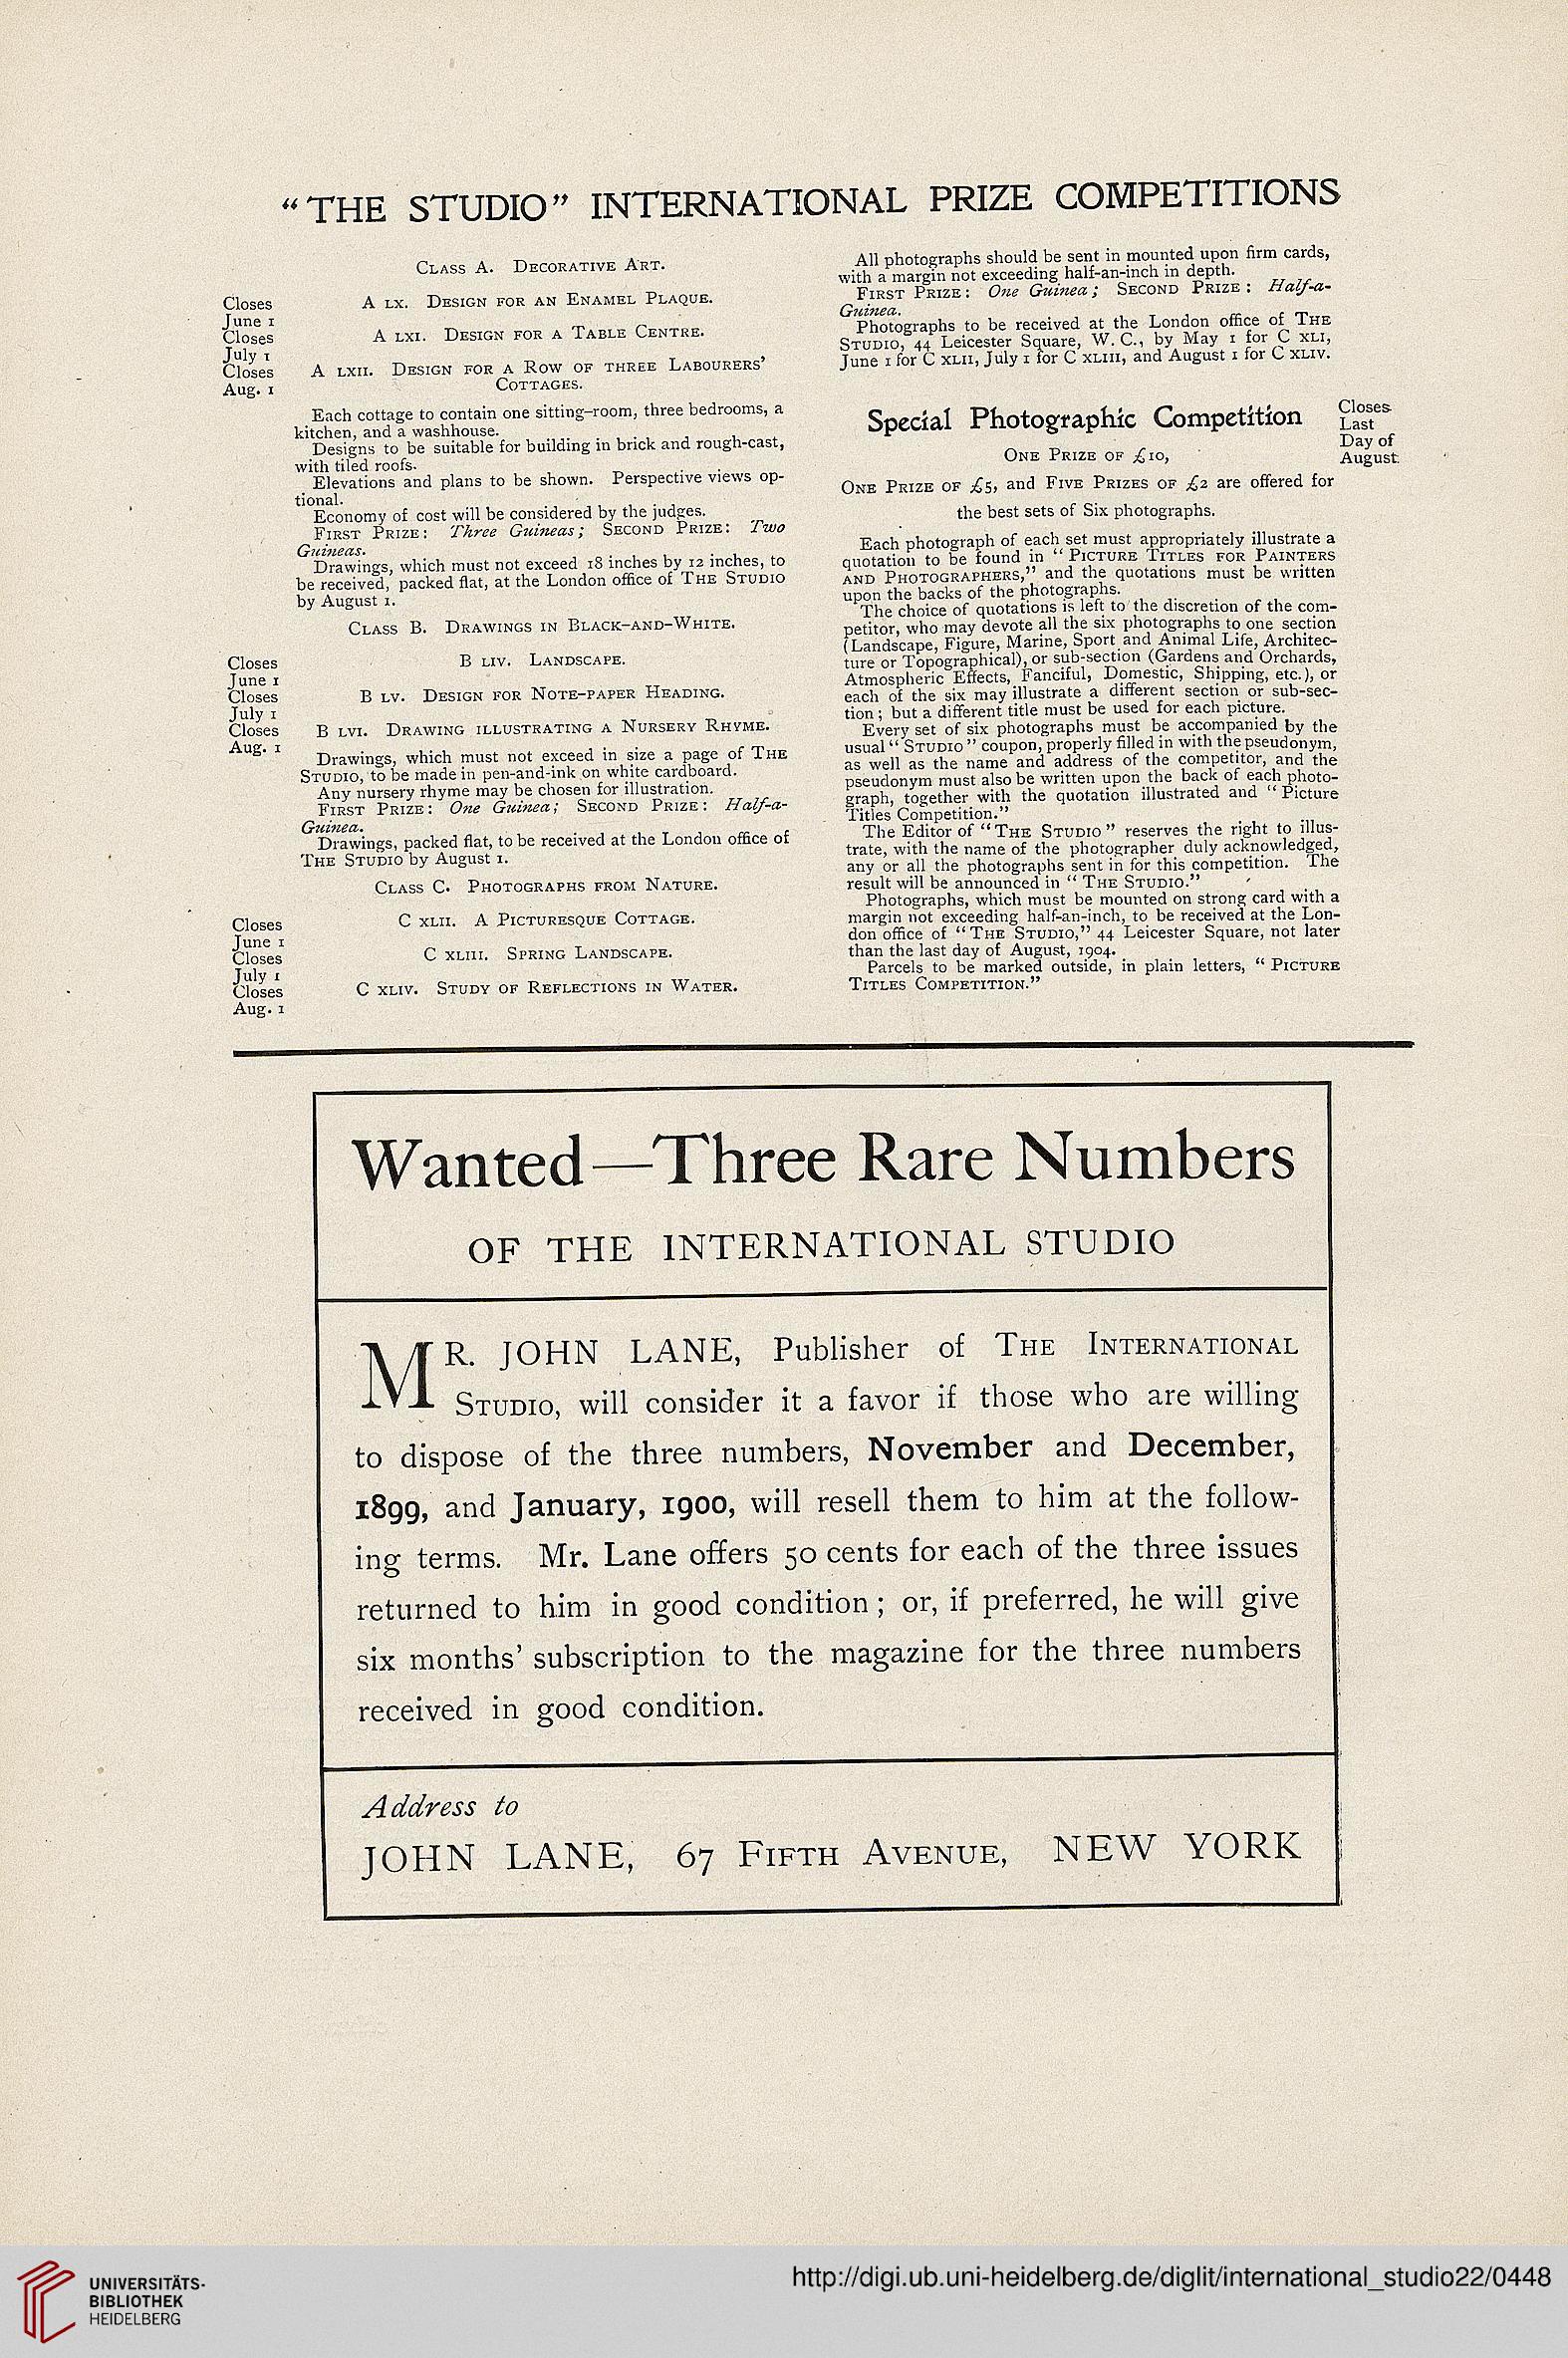 "THE STUDIO" INTERNATIONAL PRIZE COMPETITIONS
CLASS A. DECORATIVE ART.
Closes
June 1
A LX. DESIGN FOR AN ENAMEL PLAQUE.
Closes
July 1
A LXI. DESIGN FOR A TABLE CENTRE.
Closes
Aug. 1
A LXII. DESIGN FOR A ROW OF THREE LABOURERS'
COTTAGES.
Each cottage to contain one sitting-room, three bedrooms, a
kitchen, and a washhouse.
Designs to be suitable for building in brick and rough-cast,
with tiled roofs.
Elevations and plans to be shown. Perspective views op-
tional.
Economy of cost will be considered by the judges.
FIRST PRIZE: Three Guineas; SECOND PRIZE: Two
Guineas.
Drawings, which must not exceed 18 inches by 12 inches, to
be received, packed flat, at the London office of THE STUDIO
by August 1.
CLASS B. DRAWINGS IN BLACK-AND-WHITE.
Closes
June 1
B LIV. LANDSCAPE.
Closes
July 1
B LV. DESIGN FOR NOTE-PAPER HEADING.
Closes
Aug. 1
B LVI. DRAWING ILLUSTRATING A NURSERY RHYME.
Drawings, which must not exceed in size a page of THE
STUDIO, to be made in pen-and-ink on white cardboard.
Any nursery rhyme may be chosen for illustration.
FIRST PRIZE: One Guinea; SECOND PRIZE: Half-a-
Guinea.
Drawings, packed flat, to be received at the London office of
THE STUDIO by August 1.
CLASS C. PHOTOGRAPHS FROM NATURE.
Closes
June 1
C XLII. A PICTURESQUE COTTAGE.
Closes
July 1
C XLIII. SPRING LANDSCAPE.
Closes
Aug. 1
C XLIV. STUDY OF REFLECTIONS IN WATER.
All photographs should be sent in mounted upon firm cards,
with a margin not exceeding half-an-inch in depth.
FIRST PRIZE: One Guinea; SECOND PRIZE: Half-a-
Guinea.
Photographs to be received at the London office of THE
STUDIO, 44 Leicester Square, W. C., by May 1 for C XLI,
June 1 for C XLII, July 1 for C XLIII, and August 1 for C XLIV.
Special Photographic Competition
Closes
Last
Day of
August.
ONE PRIZE OF £10,
ONE PRIZE OF £5, and FIVE PRIZES OF £2 are offered for
the best sets of Six photographs.
Each photograph of each set must appropriately illustrate a
quotation to be found in "PICTURE TITLES FOR PAINTERS
AND PHOTOGRAPHERS," and the quotations must be written
upon the backs of the photographs.
The choice of quotations is left to the discretion of the com-
petitor, who may devote all the six photographs to one section
(Landscape, Figure, Marine, Sport and Animal Life, Architec-
ture or Topographical), or sub-section (Gardens and Orchards,
Atmospheric Effects, Fanciful, Domestic, Shipping, etc.), or
each of the six may illustrate a different section or sub-sec-
tion; but a different title must be used for each picture.
Every set of six photographs must be accompanied by the
usual "STUDIO" coupon, properly filled in with the pseudonym,
as well as the name and address of the competitor, and the
pseudonym must also be written upon the back of each photo-
graph, together with the quotation illustrated and "Picture
Titles Competition."
The Editor of "THE STUDIO" reserves the right to illus-
trate, with the name of the photographer duly acknowledged,
any or all the photographs sent in for this competition. The
result will be announced in "THE STUDIO."
Photographs, which must be mounted on strong card with a
margin not exceeding half-an-inch, to be received at the Lon-
don office of "THE STUDIO," 44 Leicester Square, not later
than the last day of August, 1904.
Parcels to be marked outside, in plain letters, "PICTURE
TITLES COMPETITION."
Wanted—Three Rare Numbers
OF THE INTERNATIONAL STUDIO
MR. JOHN LANE, Publisher of THE INTERNATIONAL
STUDIO, will consider it a favor if those who are willing
to dispose of the three numbers, November and December,
1899, and January, 1900, will resell them to him at the follow-
ing terms. Mr. Lane offers 50 cents for each of the three issues
returned to him in good condition; or, if preferred, he will give
six months' subscription to the magazine for the three numbers
received in good condition.
Address to
JOHN LANE, 67 FIFTH AVENUE, NEW YORK
UNIVERSITÄTS-
BIBLIOTHEK
HEIDELBERG
http://digi.ub.uni-heidelberg.de/diglit/international_studio22/0448